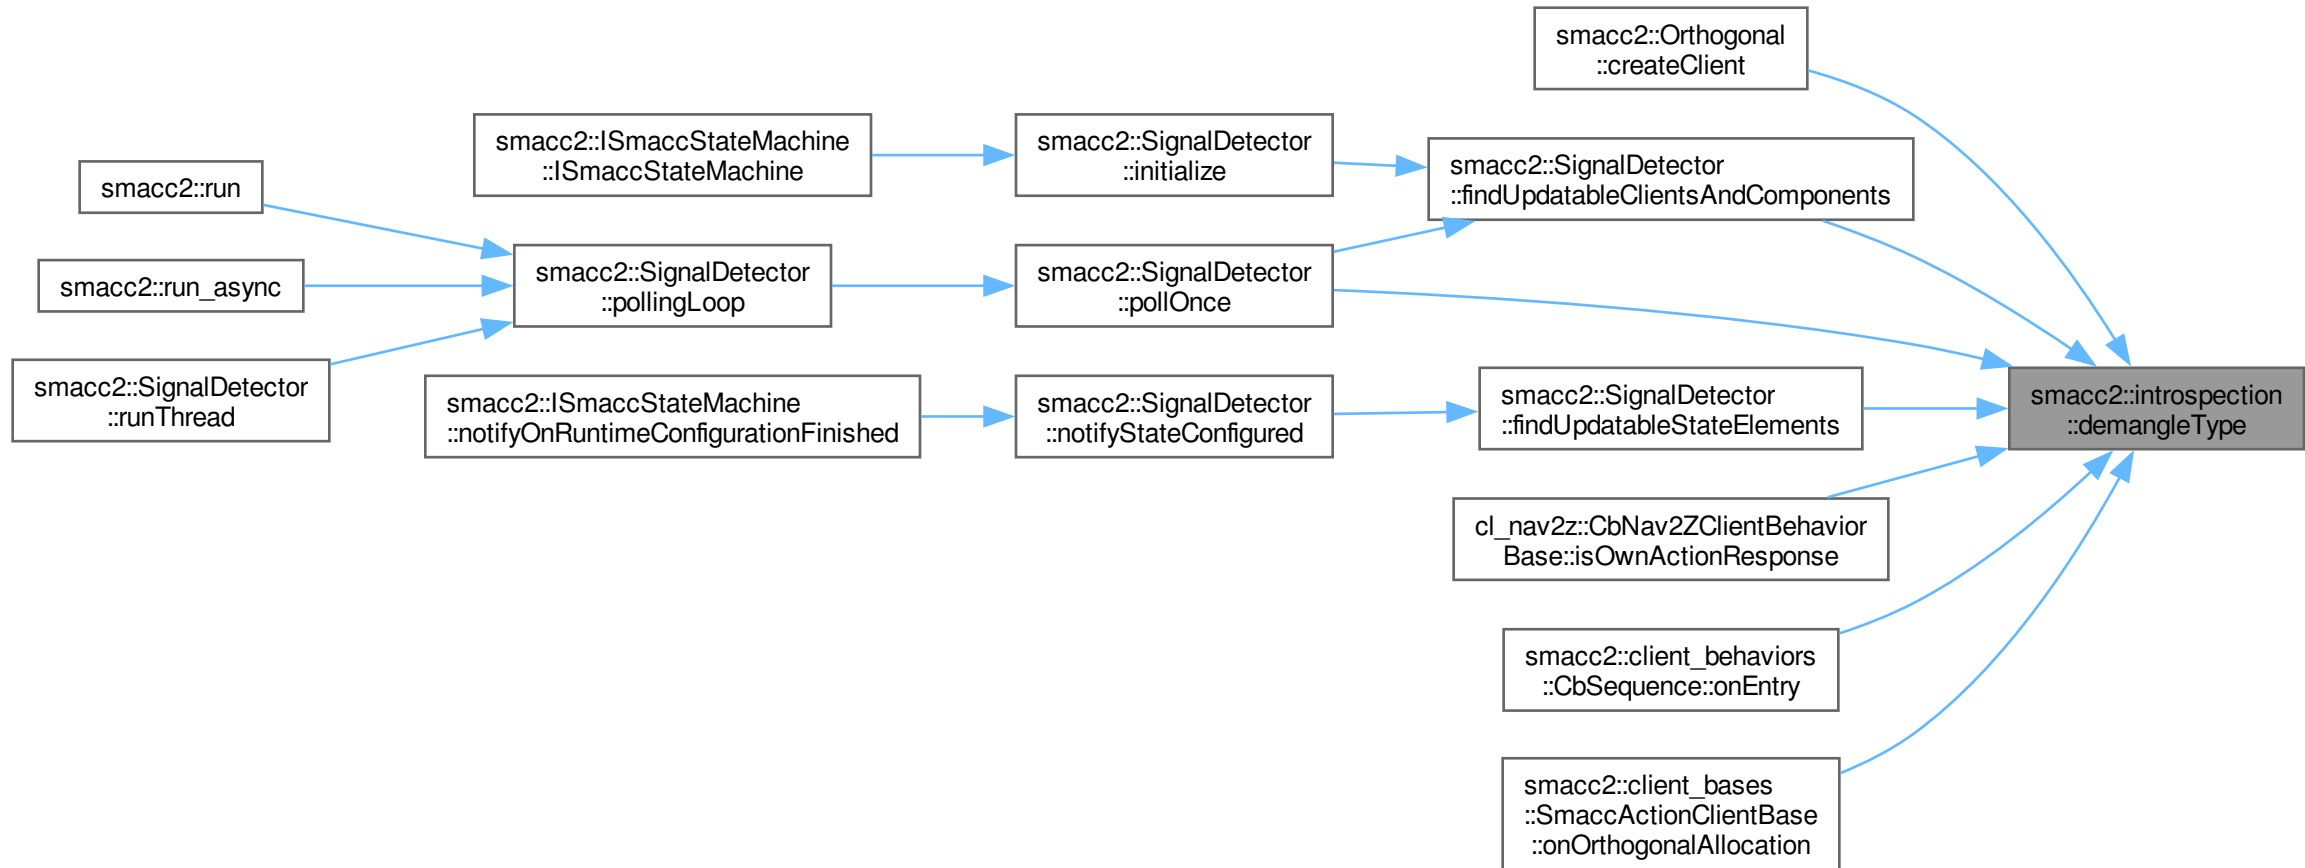 smacc2::Orthogonal
::createClient
smacc2::ISmaccStateMachine
::ISmaccStateMachine
smacc2::SignalDetector
::initialize
smacc2::SignalDetector
::findUpdatableClientsAndComponents
smacc2::run
smacc2::SignalDetector
::pollingLoop
smacc2::SignalDetector
::pollOnce
smacc2::run_async
smacc2::SignalDetector
::runThread
smacc2::ISmaccStateMachine
::notifyOnRuntimeConfigurationFinished
smacc2::SignalDetector
::notifyStateConfigured
smacc2::SignalDetector
::findUpdatableStateElements
smacc2::introspection
::demangleType
cl_nav2z::CbNav2ZClientBehavior
Base::isOwnActionResponse
smacc2::client_behaviors
::CbSequence::onEntry
smacc2::client_bases
::SmaccActionClientBase
::onOrthogonalAllocation